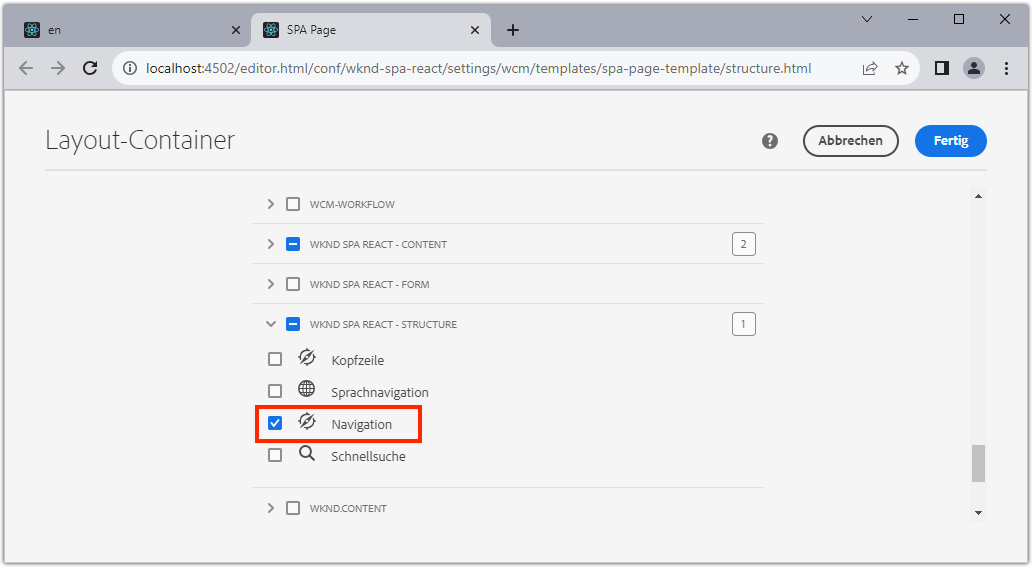 en
SPA Page
localhost:4502/editor.html/conf/wknd-spa-react/settings/wcm/templates/spa-page-template/structure.html
Layout-Container
Abbrechen
Fertig
WCM-WORKFLOW
WKND SPA REACT - CONTENT 2
WKND SPA REACT - FORM
WKND SPA REACT - STRUCTURE 1
Kopfzeile
Sprachnavigation
Navigation
Schnellsuche
WKND.CONTENT